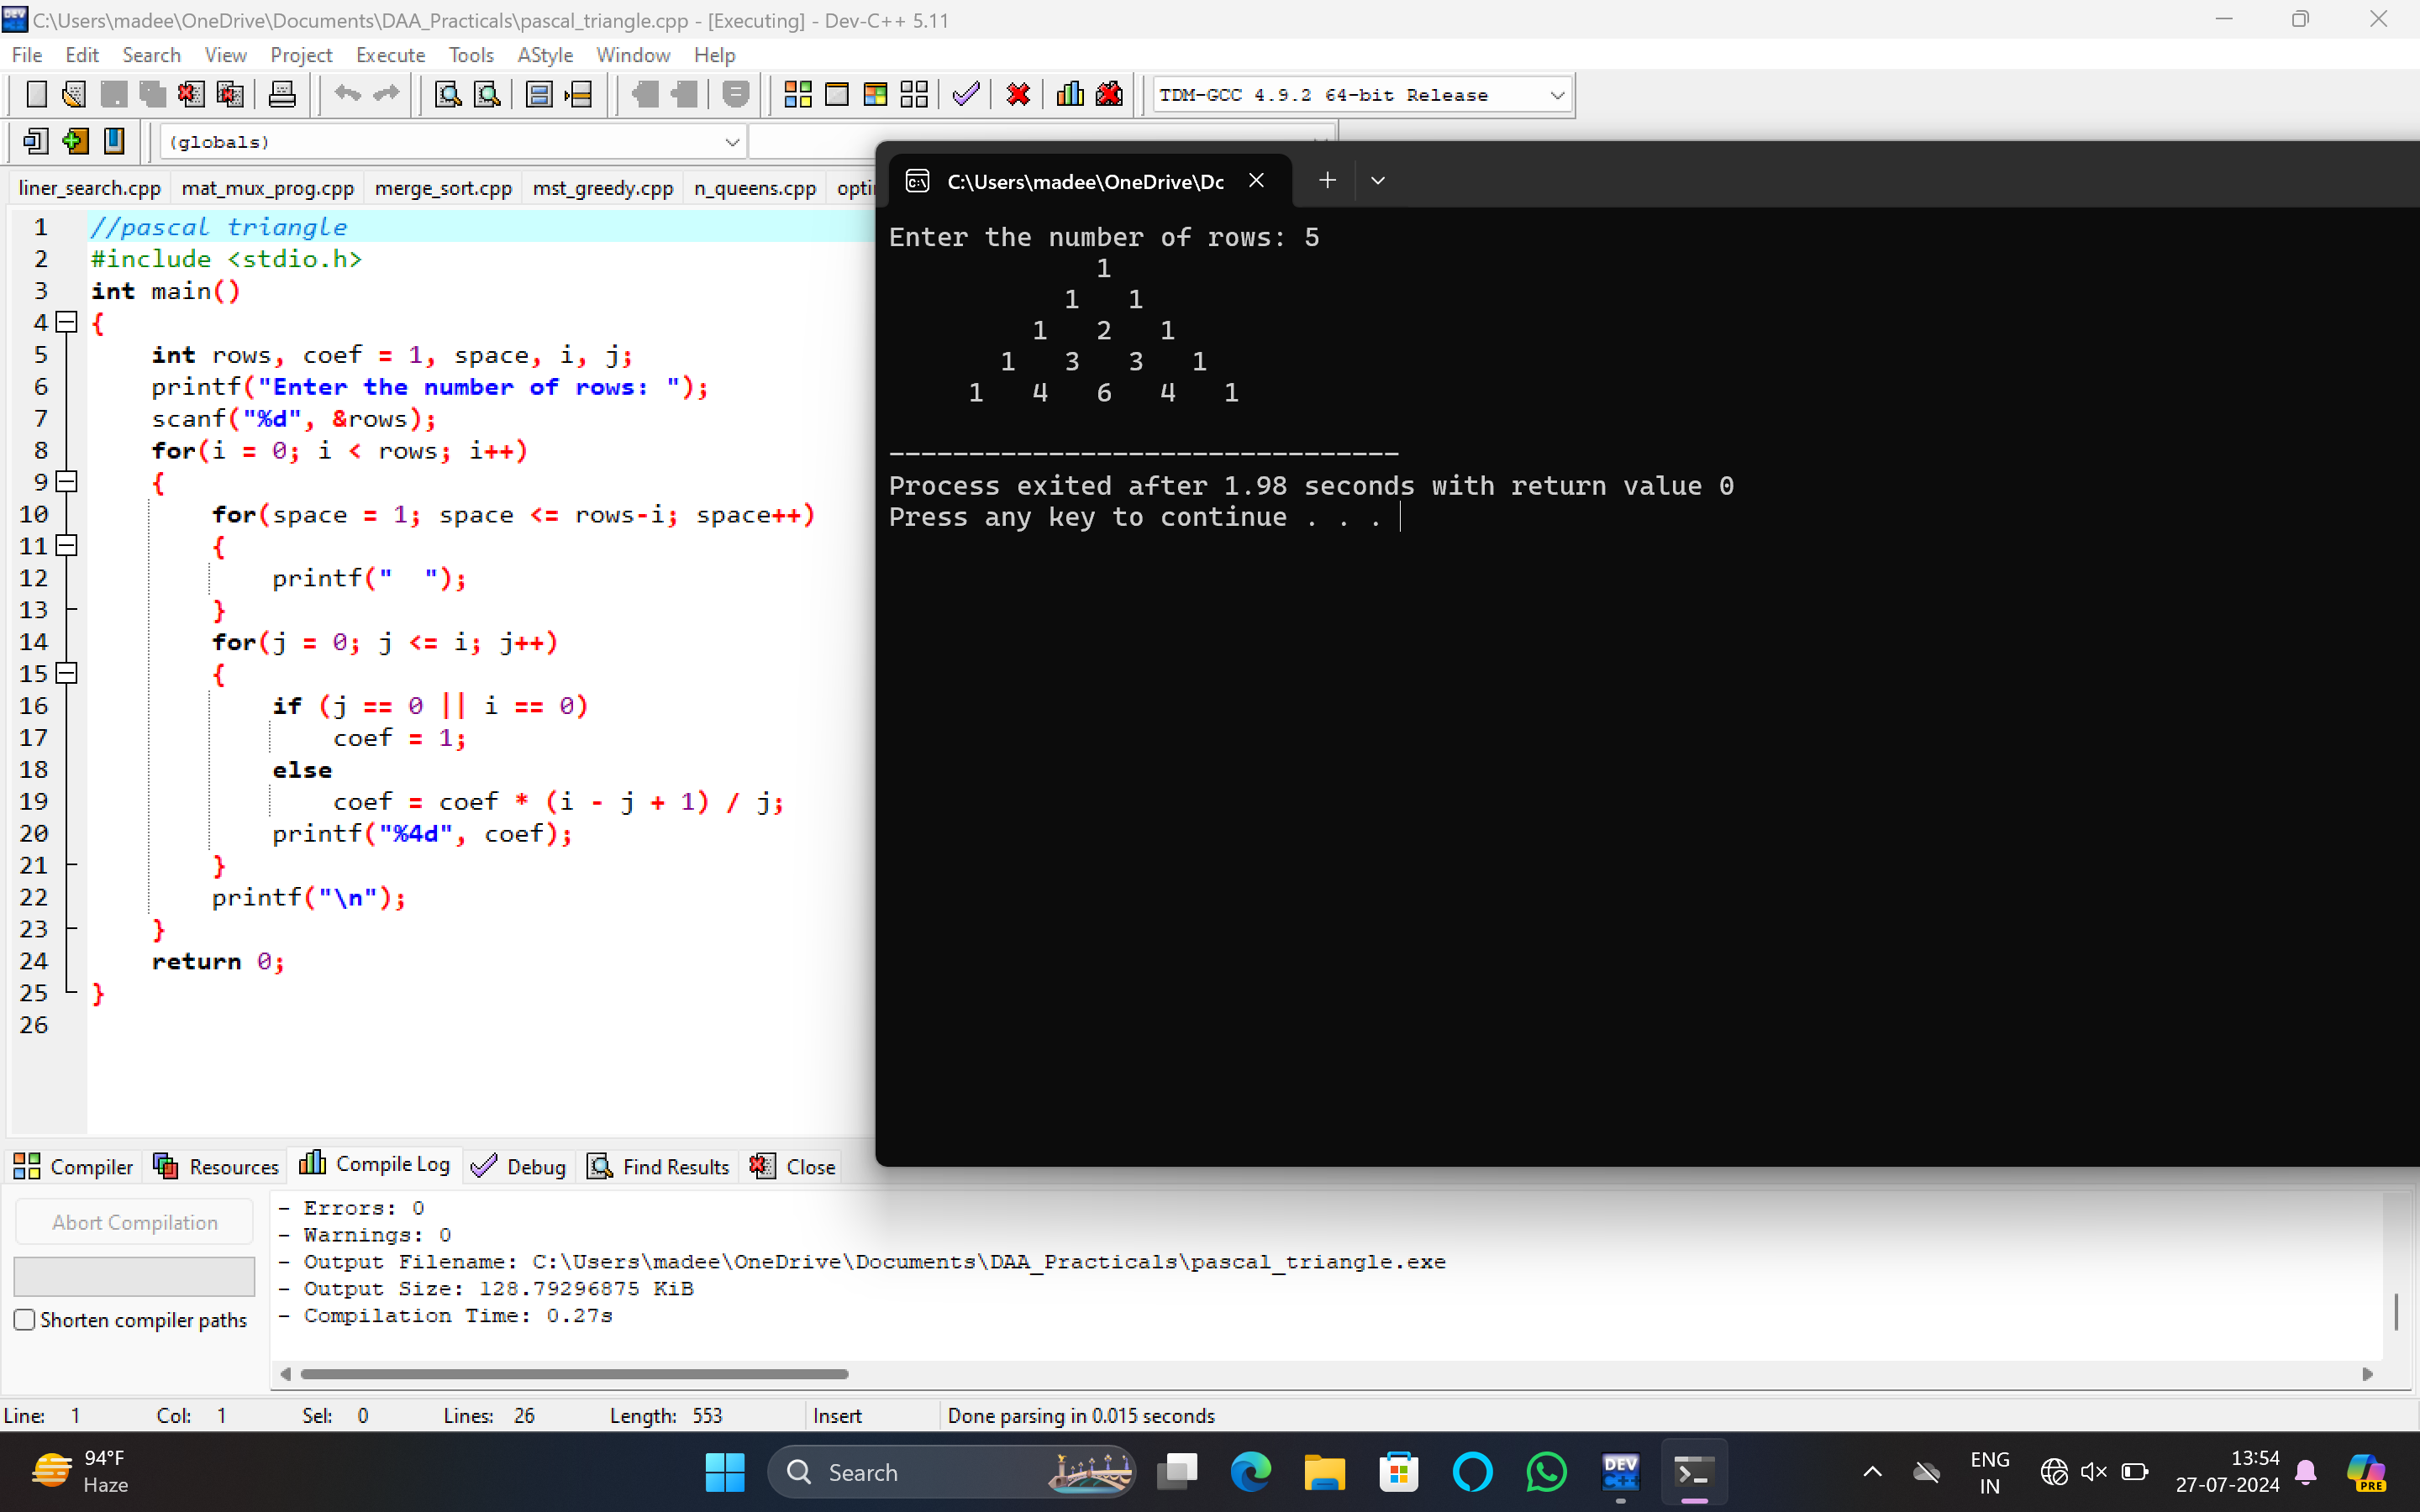 C:\Users\madee\OneDrive\Documents\DAA_Practicals\pascal_triangle.cpp - [Executing] - Dev-C++ 5.11
File Edit Search View Project Execute Tools AStyle Window Help
TDM-GCC 4.9.2 64-bit Release
(globals)
liner_search.cpp mat_mux_prog.cpp merge_sort.cpp mst_greedy.cpp n_queens.cpp
1 //pascal triangle
2 #include <stdio.h>
3 int main()
4 {
5 int rows, coef = 1, space, i, j;
6 printf("Enter the number of rows: ");
7 scanf("%d", &rows);
8 for(i = 0; i < rows; i++)
9 {
10 for(space = 1; space <= rows-i; space++)
11 {
12 printf("  ");
13 }
14 for(j = 0; j <= i; j++)
15 {
16 if (j == 0 || i == 0)
17 coef = 1;
18 else
19 coef = coef * (i - j + 1) / j;
20 printf("%4d", coef);
21 }
22 printf("\n");
23 }
24 return 0;
25 }
26
C:\Users\madee\OneDrive\Dc
Enter the number of rows: 5
1
1 1
1 2 1
1 3 3 1
1 4 6 4 1
--------------------------------
Process exited after 1.98 seconds with return value 0
Press any key to continue . . .
Compiler Resources Compile Log Debug Find Results Close
Abort Compilation
Shorten compiler paths
- Errors: 0
- Warnings: 0
- Output Filename: C:\Users\madee\OneDrive\Documents\DAA_Practicals\pascal_triangle.exe
- Output Size: 128.79296875 KiB
- Compilation Time: 0.27s
Line: 1 Col: 1 Sel: 0 Lines: 26 Length: 553 Insert Done parsing in 0.015 seconds
94°F
Haze
Search
DEV
C++
ENG
IN
13:54
27-07-2024
PRE